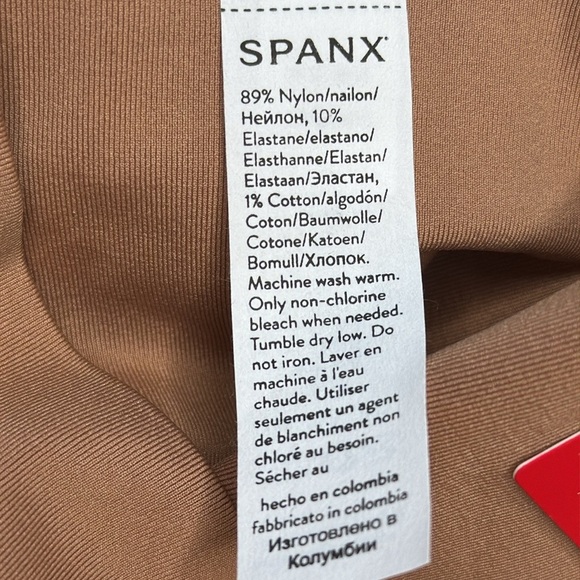 SPANX
89% Nylon/nailon/
Нейлон, 10%
Elastane/elastano/
Elasthanne/Elastan/
Elastaan/Эластан,
1% Cotton/algodón/
Coton/Baumwolle/
Cotone/Katoen/
Bomull/Хлопок.
Machine wash warm.
Only non-chlorine
bleach when needed.
Tumble dry low. Do
not iron. Laver en
machine à l'eau
chaude. Utiliser
seulement un agent
de blanchiment non
chloré au besoin.
Sécher au
hecho en colombia
fabbricato in colombia
Изготовлено в
Колумбии